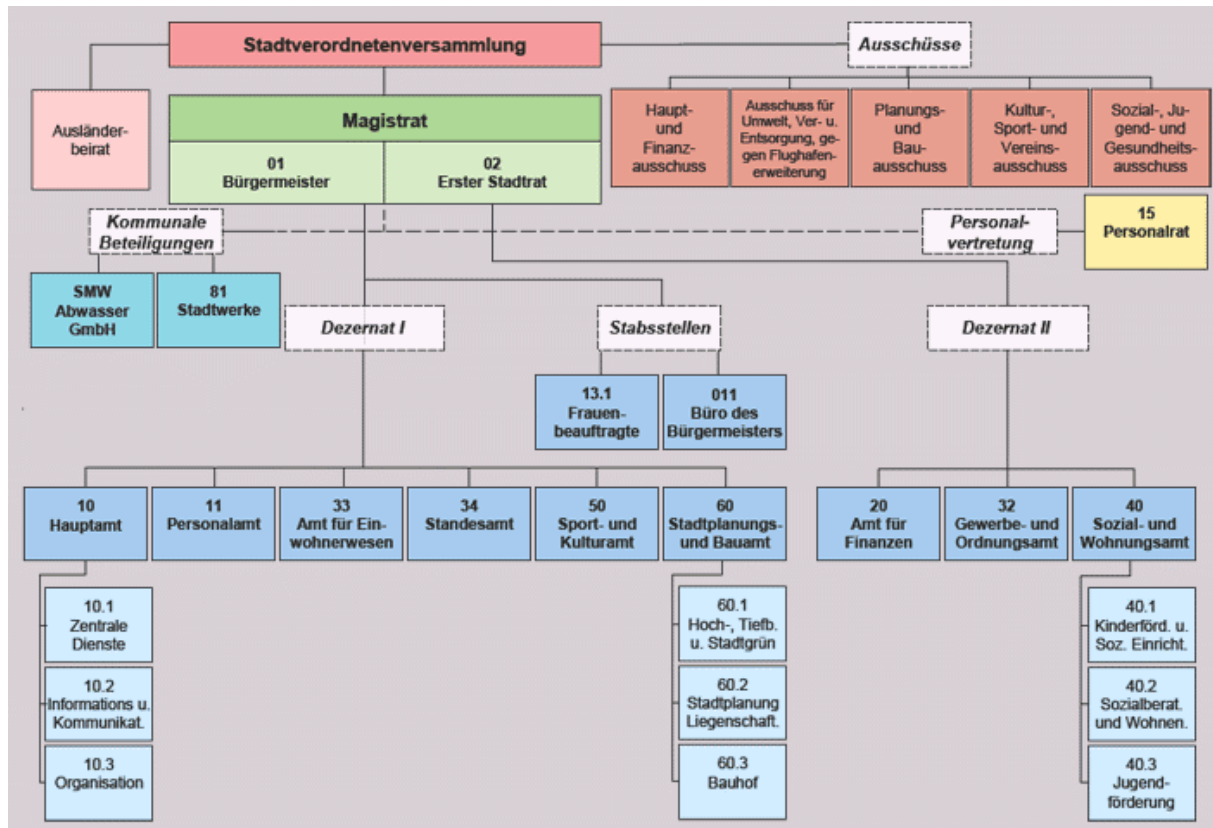 Stadtverordnetenversammlung
Ausschüsse
Ausländer-
beirat
Magistrat
01
Bürgermeister
02
Erster Stadtrat
Haupt-
und
Finanz-
ausschuss
Ausschuss für
Umwelt, Ver- u.
Entsorgung, ge-
gen Flughafen-
erweiterung
Planungs-
und
Bau-
ausschuss
Kultur-,
Sport- und
Vereins-
ausschuss
Sozial-, Ju-
gend- und
Gesundheits-
ausschuss
Kommunale
Beteiligungen
Personal-
vertretung
15
Personalrat
SMW
Abwasser
GmbH
81
Stadtwerke
Dezernat I
Stabsstellen
Dezernat II
13.1
Frauen-
beauftragte
011
Büro des
Bürgermeisters
10
Hauptamt
11
Personalamt
33
Amt für Ein-
wohnerwesen
34
Standesamt
50
Sport- und
Kulturamt
60
Stadtplanungs-
und Bauamt
20
Amt für
Finanzen
32
Gewerbe- und
Ordnungsamt
40
Sozial- und
Wohnungsamt
10.1
Zentrale
Dienste
10.2
Informations u.
Kommunikat.
10.3
Organisation
60.1
Hoch-, Tiefb.
u. Stadtgrün
60.2
Stadtplanung
Liegenschaft.
60.3
Bauhof
40.1
Kinderförd. u.
Soz. Einricht.
40.2
Sozialberat.
und Wohnen.
40.3
Jugend-
förderung